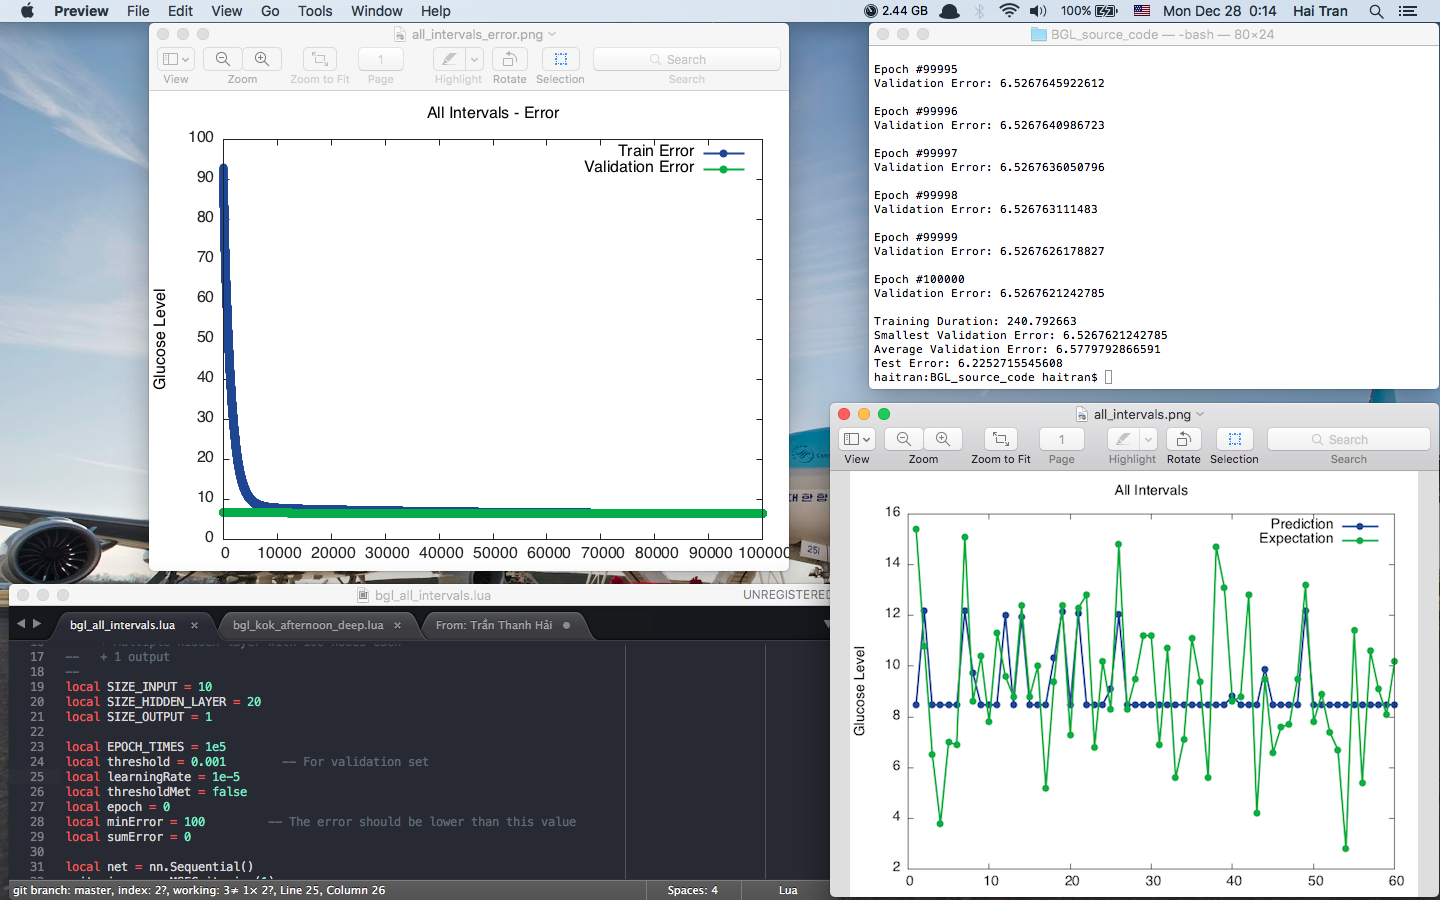 Preview File Edit View Go Tools Window Help 2.44 GB 100% Mon Dec 28 0:14 Hai Tran
all_intervals_error.png
1 Search
View Zoom Zoom to Fit Page Highlight Rotate Selection Search
All Intervals - Error
100
90
80
70
60
50
40
30
20
10
0
Glucose Level
Train Error
Validation Error
0 10000 20000 30000 40000 50000 60000 70000 80000 90000 100000
BGL_source_code — -bash — 80×24
Epoch #99995
Validation Error: 6.5267645922612
Epoch #99996
Validation Error: 6.5267640986723
Epoch #99997
Validation Error: 6.5267636050796
Epoch #99998
Validation Error: 6.526763111483
Epoch #99999
Validation Error: 6.5267626178827
Epoch #100000
Validation Error: 6.5267621242785
Training Duration: 240.792663
Smallest Validation Error: 6.5267621242785
Average Validation Error: 6.5779792866591
Test Error: 6.2252715545608
haitran:BGL_source_code haitran$
대한항
251
bgl_all_intervals.lua UNREGISTERED
bgl_all_intervals.lua × bgl_kok_afternoon_deep.lua × From: Trần Thanh Hải
17 -- + 1 output
18 --
19 local SIZE_INPUT = 10
20 local SIZE_HIDDEN_LAYER = 20
21 local SIZE_OUTPUT = 1
22
23 local EPOCH_TIMES = 1e5
24 local threshold = 0.001 -- For validation set
25 local learningRate = 1e-5
26 local thresholdMet = false
27 local epoch = 0
28 local minError = 100 -- The error should be lower than this value
29 local sumError = 0
30
31 local net = nn.Sequential()
git branch: master, index: 2?, working: 3≠ 1× 2?, Line 25, Column 26 Spaces: 4 Lua
all_intervals.png
1 Search
View Zoom Zoom to Fit Page Highlight Rotate Selection Search
All Intervals
16
14
12
10
8
6
4
2
Glucose Level
Prediction
Expectation
0 10 20 30 40 50 60